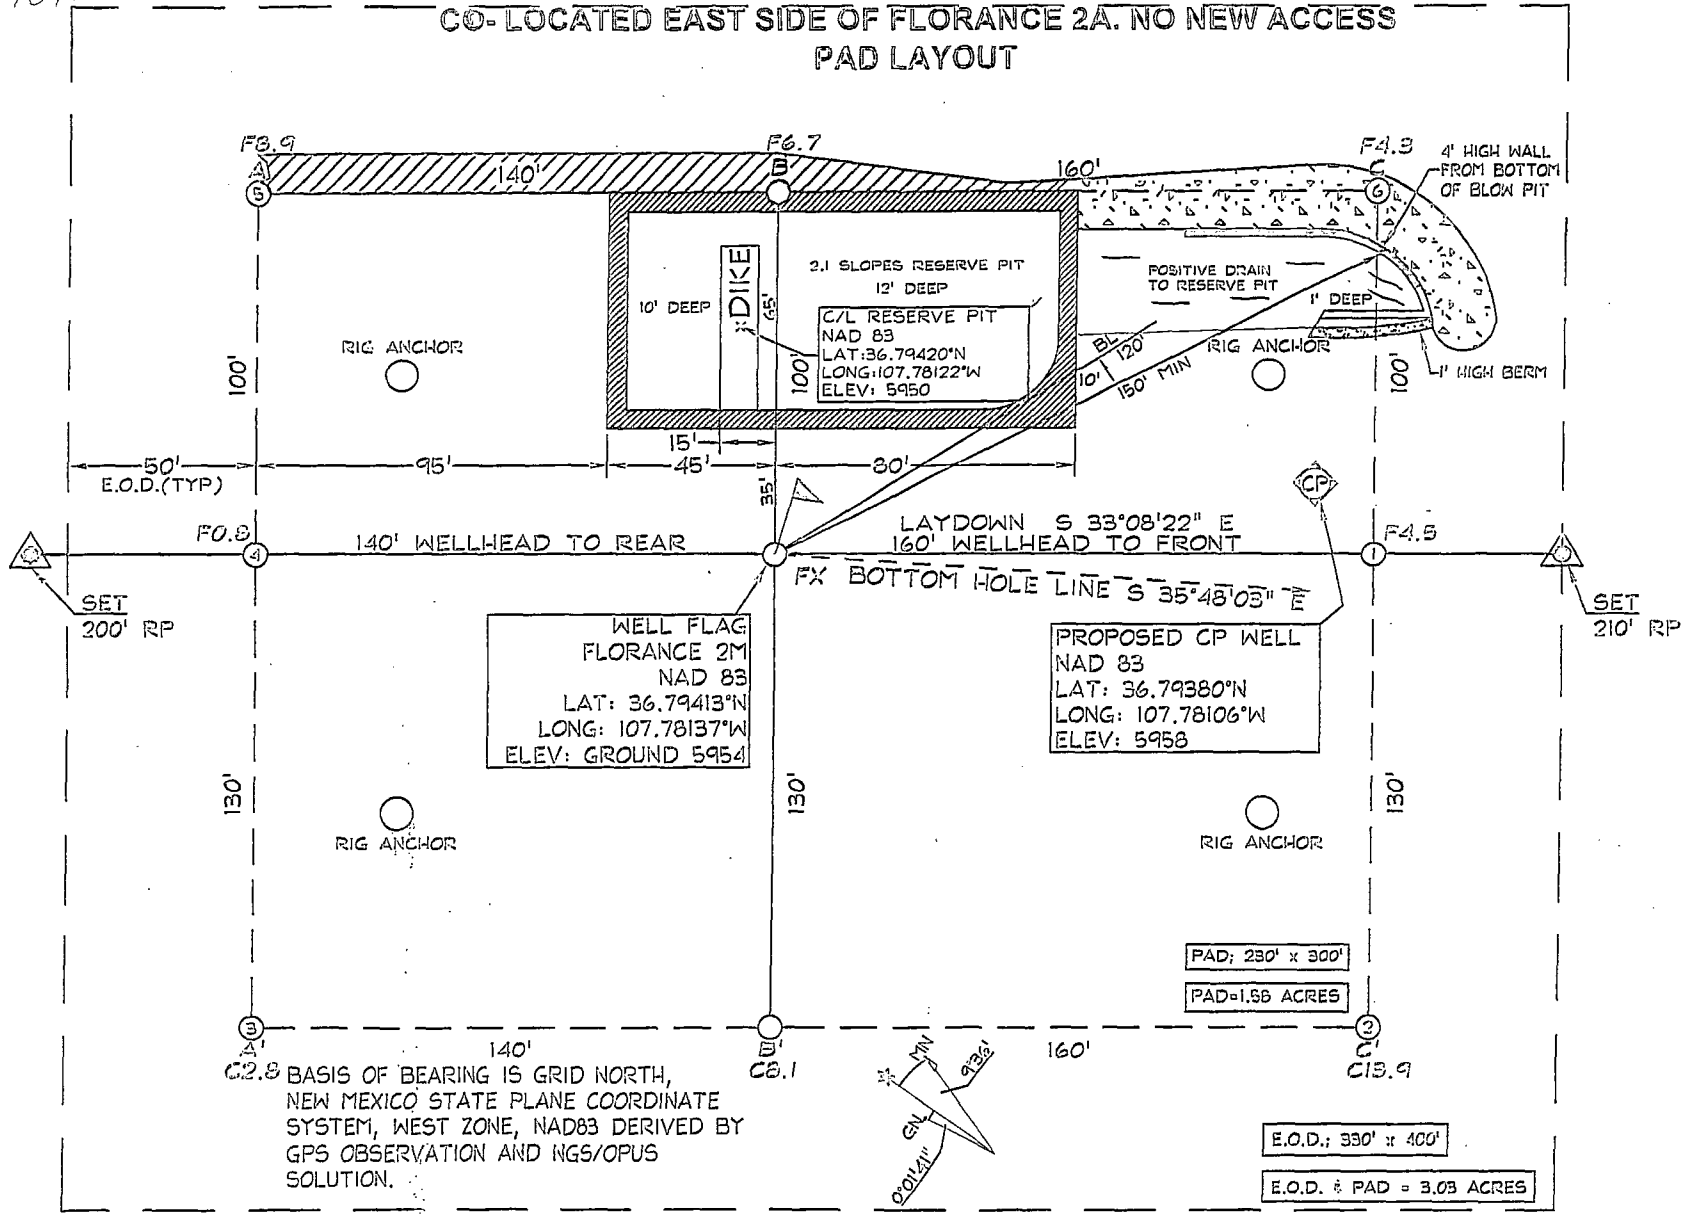 CO-LOCATED EAST SIDE OF FLORANCE 2A. NO NEW ACCESS
PAD LAYOUT
F8.9
A
5
140'
F6.7
B
160'
F4.3
C
6
4' HIGH WALL
FROM BOTTOM
OF BLOW PIT
2.1 SLOPES RESERVE PIT
12' DEEP
10' DEEP
DIKE
65'
C/L RESERVE PIT
NAD 83
LAT:36.79420°N
LONG:107.78122°W
ELEV: 5950
POSITIVE DRAIN
TO RESERVE PIT
1' DEEP
1' HIGH BERM
RIG ANCHOR
RIG ANCHOR
BL
120'
10'
150' MIN
100'
100'
100'
15'
50'
E.O.D.(TYP)
95'
45'
80'
35'
CP
F0.8
4
140' WELLHEAD TO REAR
LAYDOWN S 33°08'22" E
160' WELLHEAD TO FRONT
F4.5
1
FX BOTTOM HOLE LINE S 35°48'03" E
SET
200' RP
SET
210' RP
WELL FLAG
FLORANCE 2M
NAD 83
LAT: 36.79413°N
LONG: 107.78137°W
ELEV: GROUND 5954
PROPOSED CP WELL
NAD 83
LAT: 36.79380°N
LONG: 107.78106°W
ELEV: 5958
130'
130'
130'
RIG ANCHOR
RIG ANCHOR
PAD: 230' x 300'
PAD=1.58 ACRES
3
A'
C2.8
140'
B'
C8.1
160'
2
C'
C13.9
BASIS OF BEARING IS GRID NORTH,
NEW MEXICO STATE PLANE COORDINATE
SYSTEM, WEST ZONE, NAD83 DERIVED BY
GPS OBSERVATION AND NGS/OPUS
SOLUTION.
MN
9°36'
GN
0°01'41"
E.O.D.: 330' x 400'
E.O.D. & PAD = 3.03 ACRES